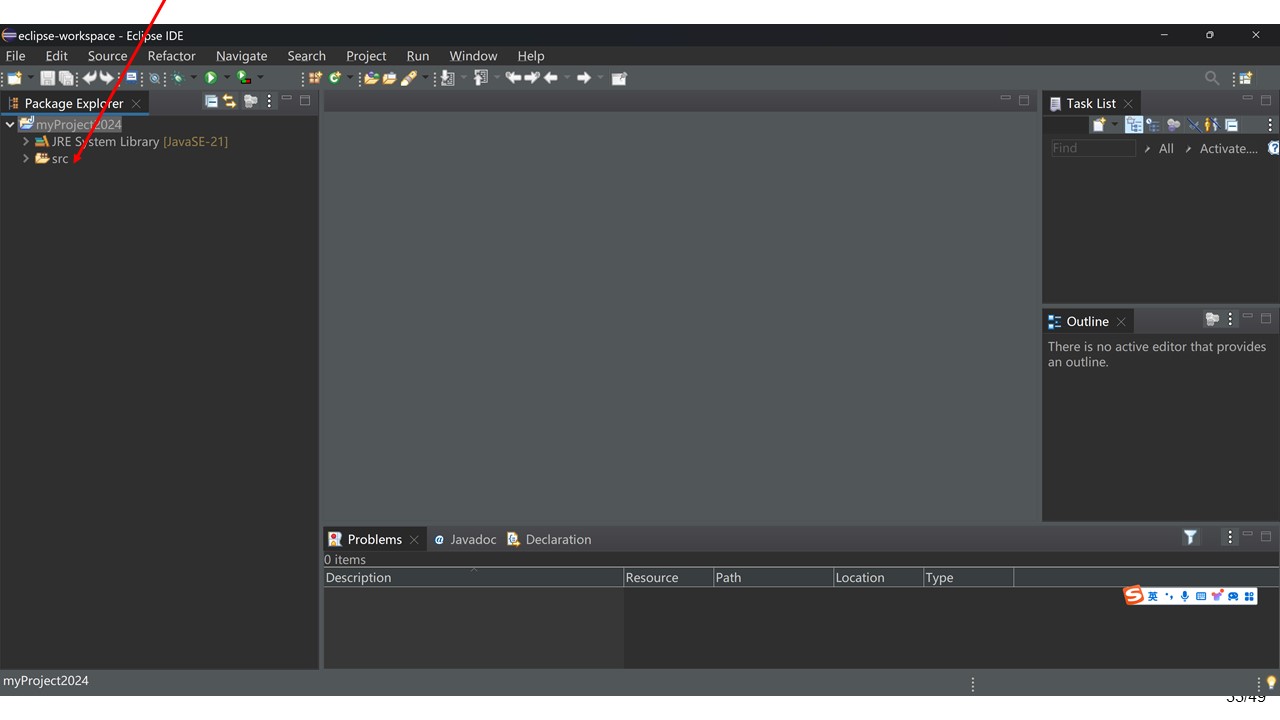 eclipse-workspace - Eclipse IDE
File Edit Source Refactor Navigate Search Project Run Window Help
Package Explorer
myProject2024
JRE System Library [JavaSE-21]
src
Task List
Find All Activate....
Outline
There is no active editor that provides
an outline.
Problems Javadoc Declaration
0 items
Description Resource Path Location Type
英
myProject2024